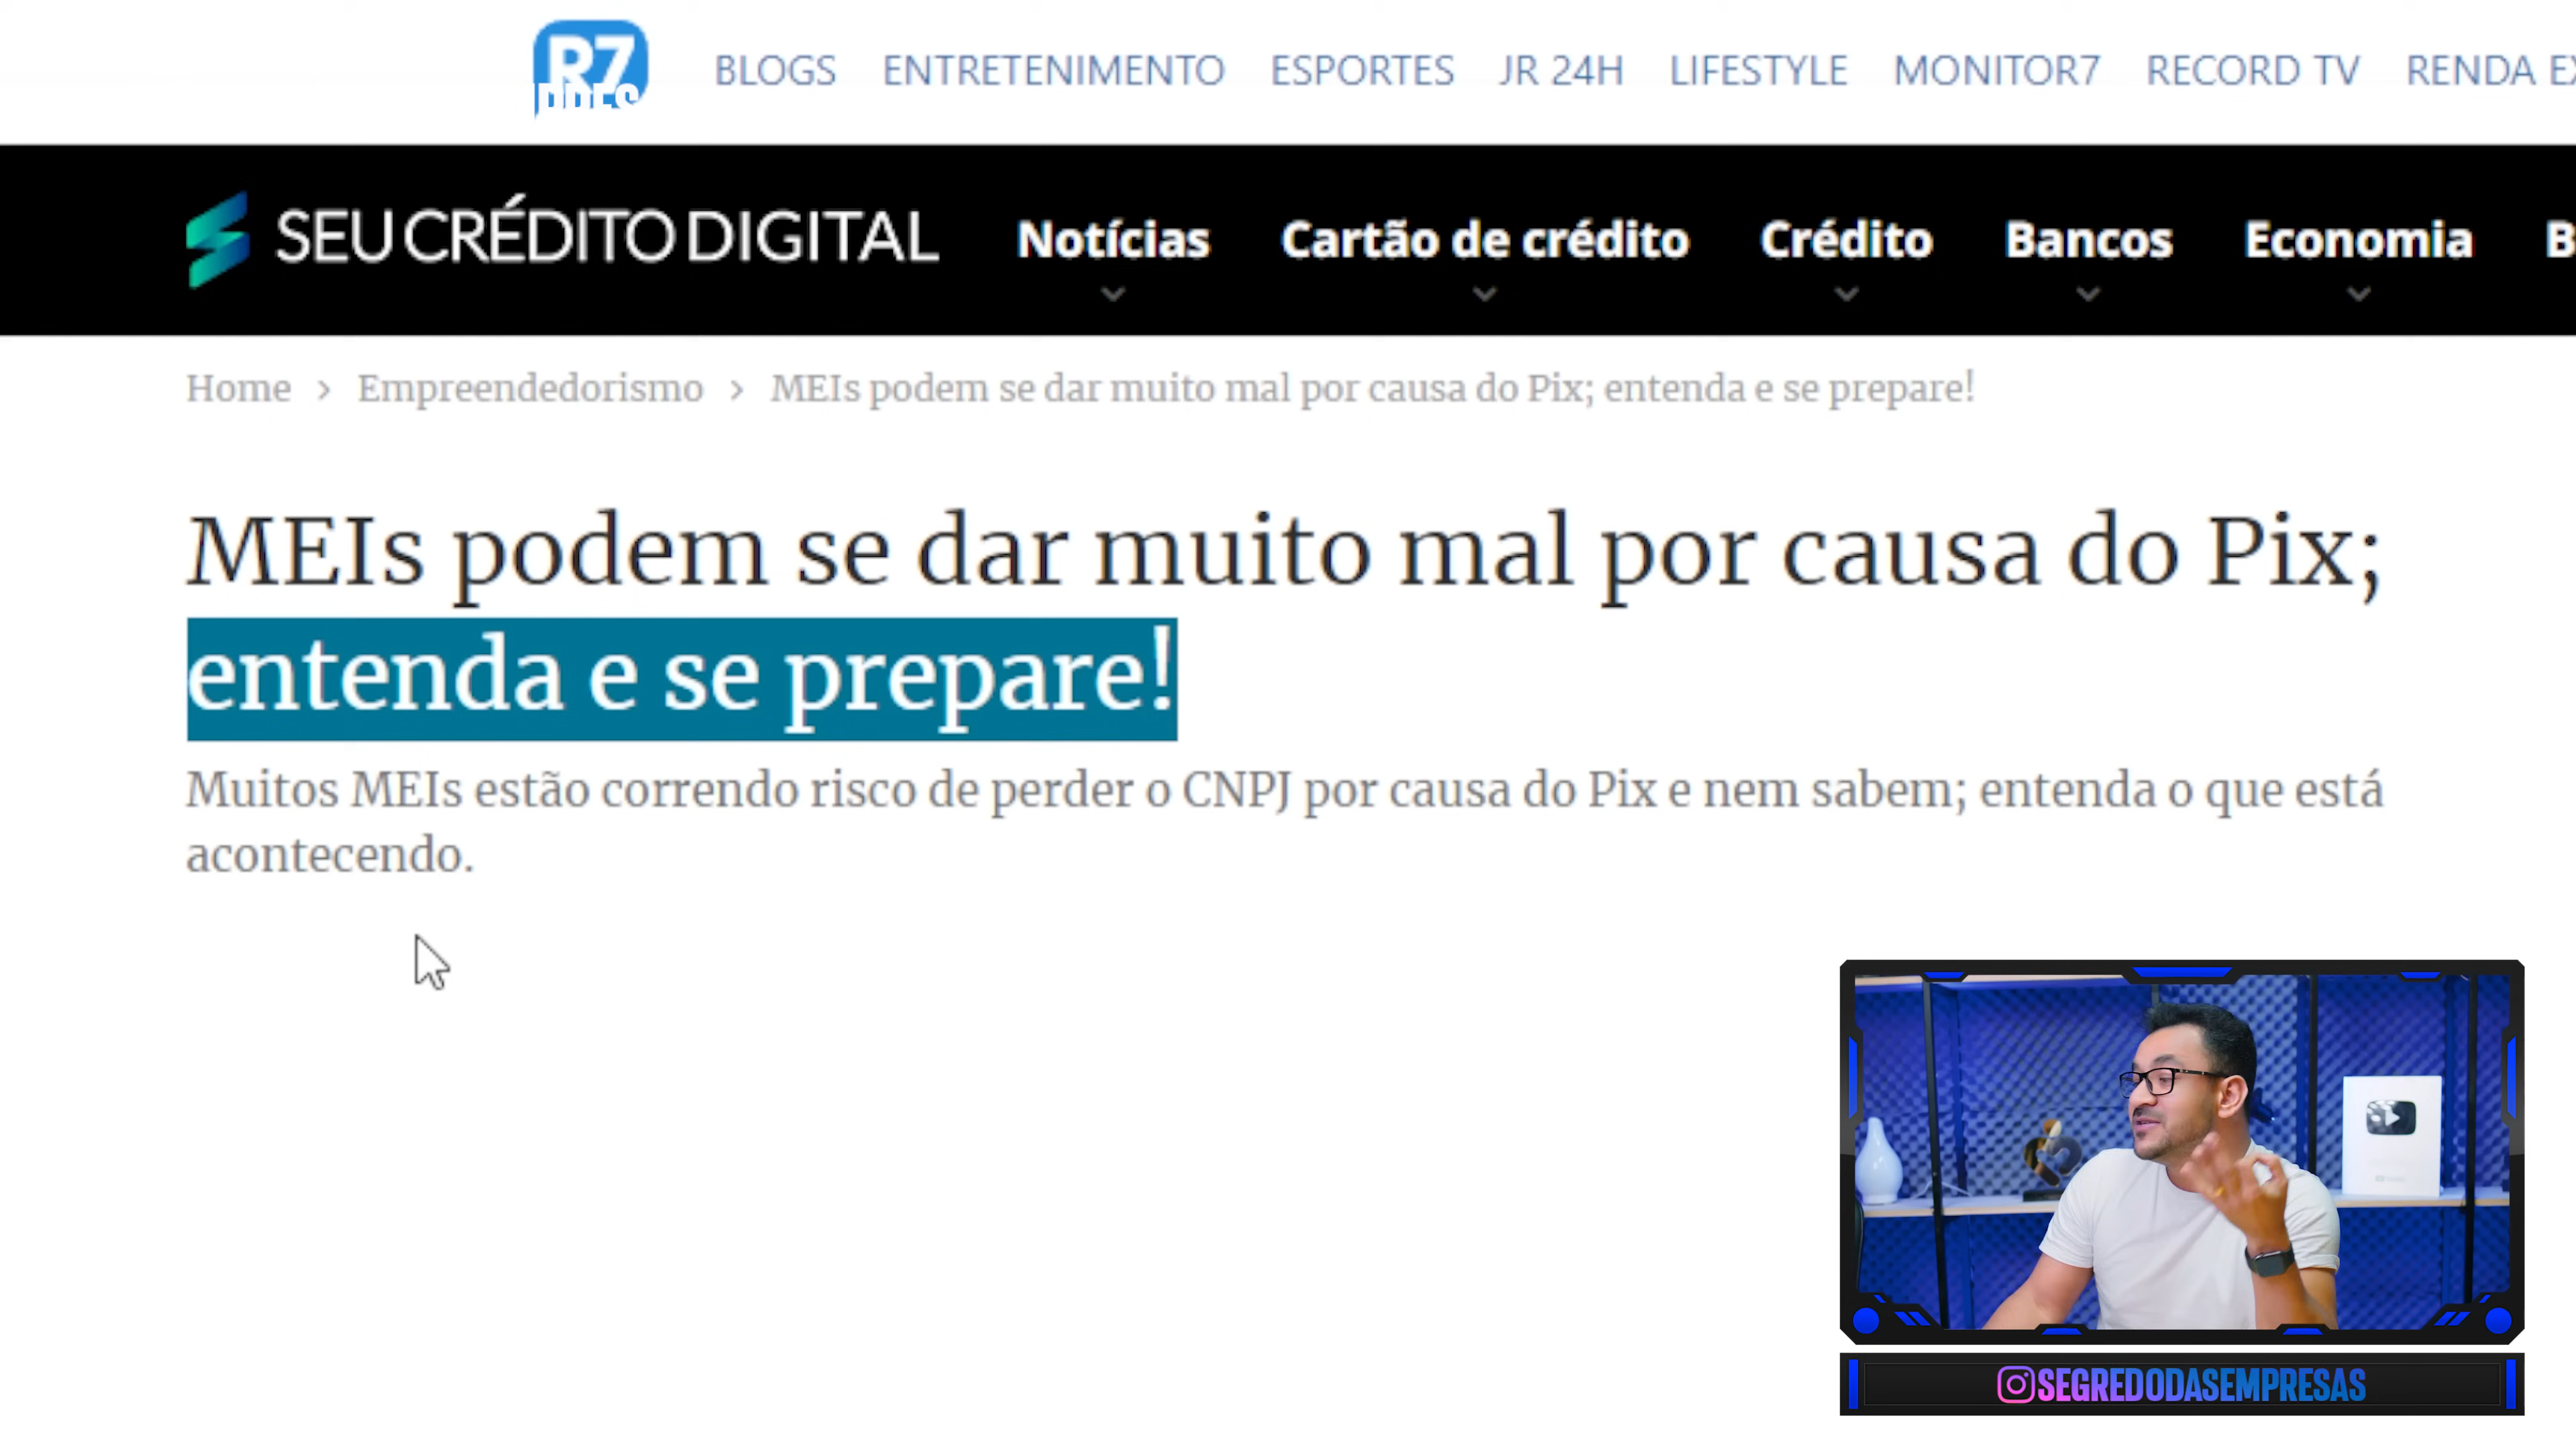 R7
BLOGS ENTRETENIMENTO ESPORTES JR 24H LIFESTYLE MONITOR7 RECORD TV RENDA
SEU CRÉDITO DIGITAL Notícias Cartão de crédito Crédito Bancos Economia
Home > Empreendedorismo > MEIs podem se dar muito mal por causa do Pix; entenda e se prepare!
MEIs podem se dar muito mal por causa do Pix;
entenda e se prepare!
Muitos MEIs estão correndo risco de perder o CNPJ por causa do Pix e nem sabem; entenda o que está
acontecendo.
SEGREDODASEMPRESAS